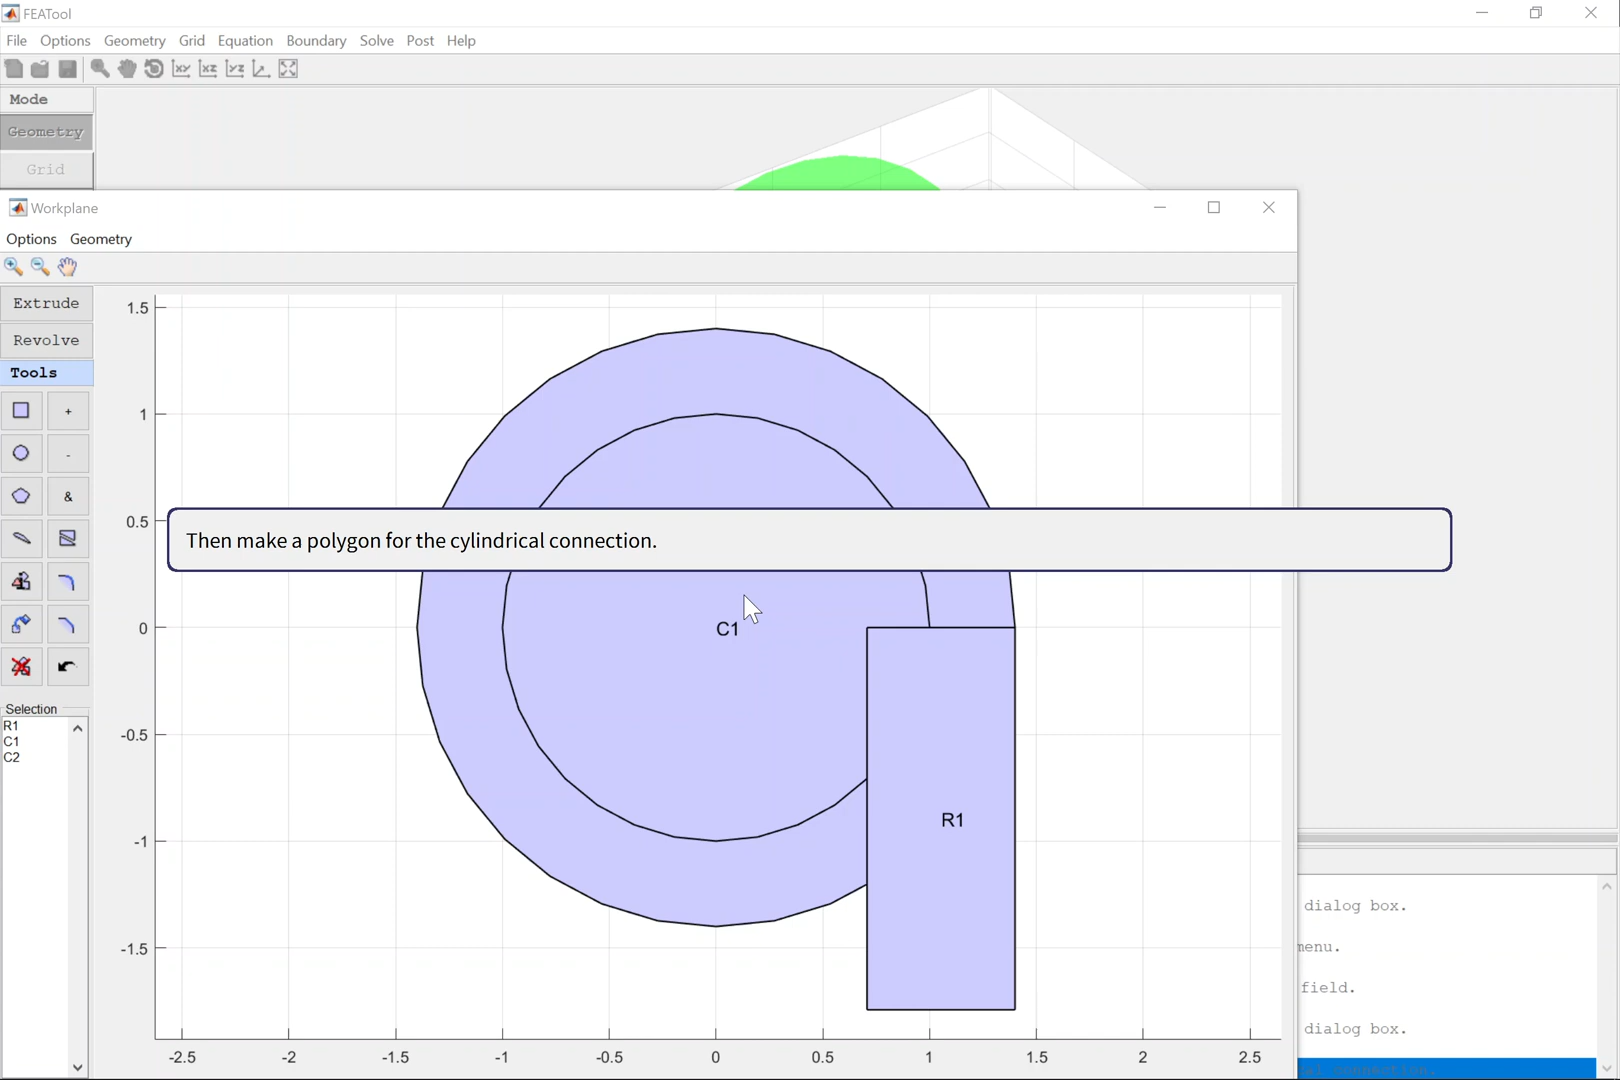 FEATool
File Options Geometry Grid Equation Boundary Solve Post Help
Mode
Geometry
Grid
Workplane
Options Geometry
Extrude
Revolve
Tools
+
-
&
Selection
R1
C1
C2
1.5
1
0.5
0
-0.5
-1
-1.5
-2.5 -2 -1.5 -1 -0.5 0 0.5 1 1.5 2 2.5
Then make a polygon for the cylindrical connection.
C1
R1
dialog box.
menu.
field.
dialog box.
connection.